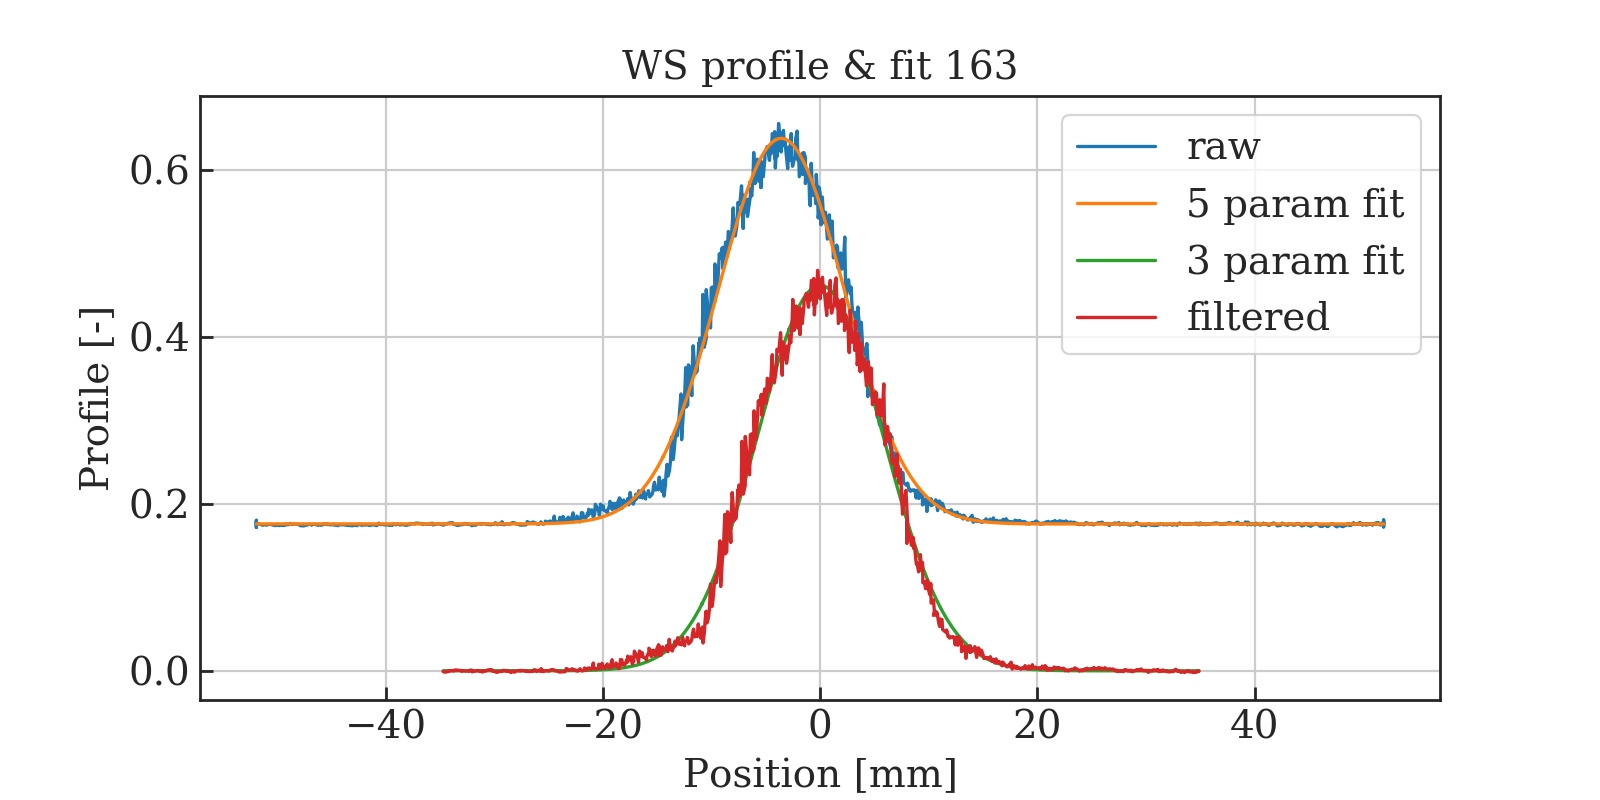 WS profile & fit 163
raw
5 param fit
3 param fit
filtered
0.6
0.4
0.2
0.0
Profile [-]
−40
−20
0
20
40
Position [mm]